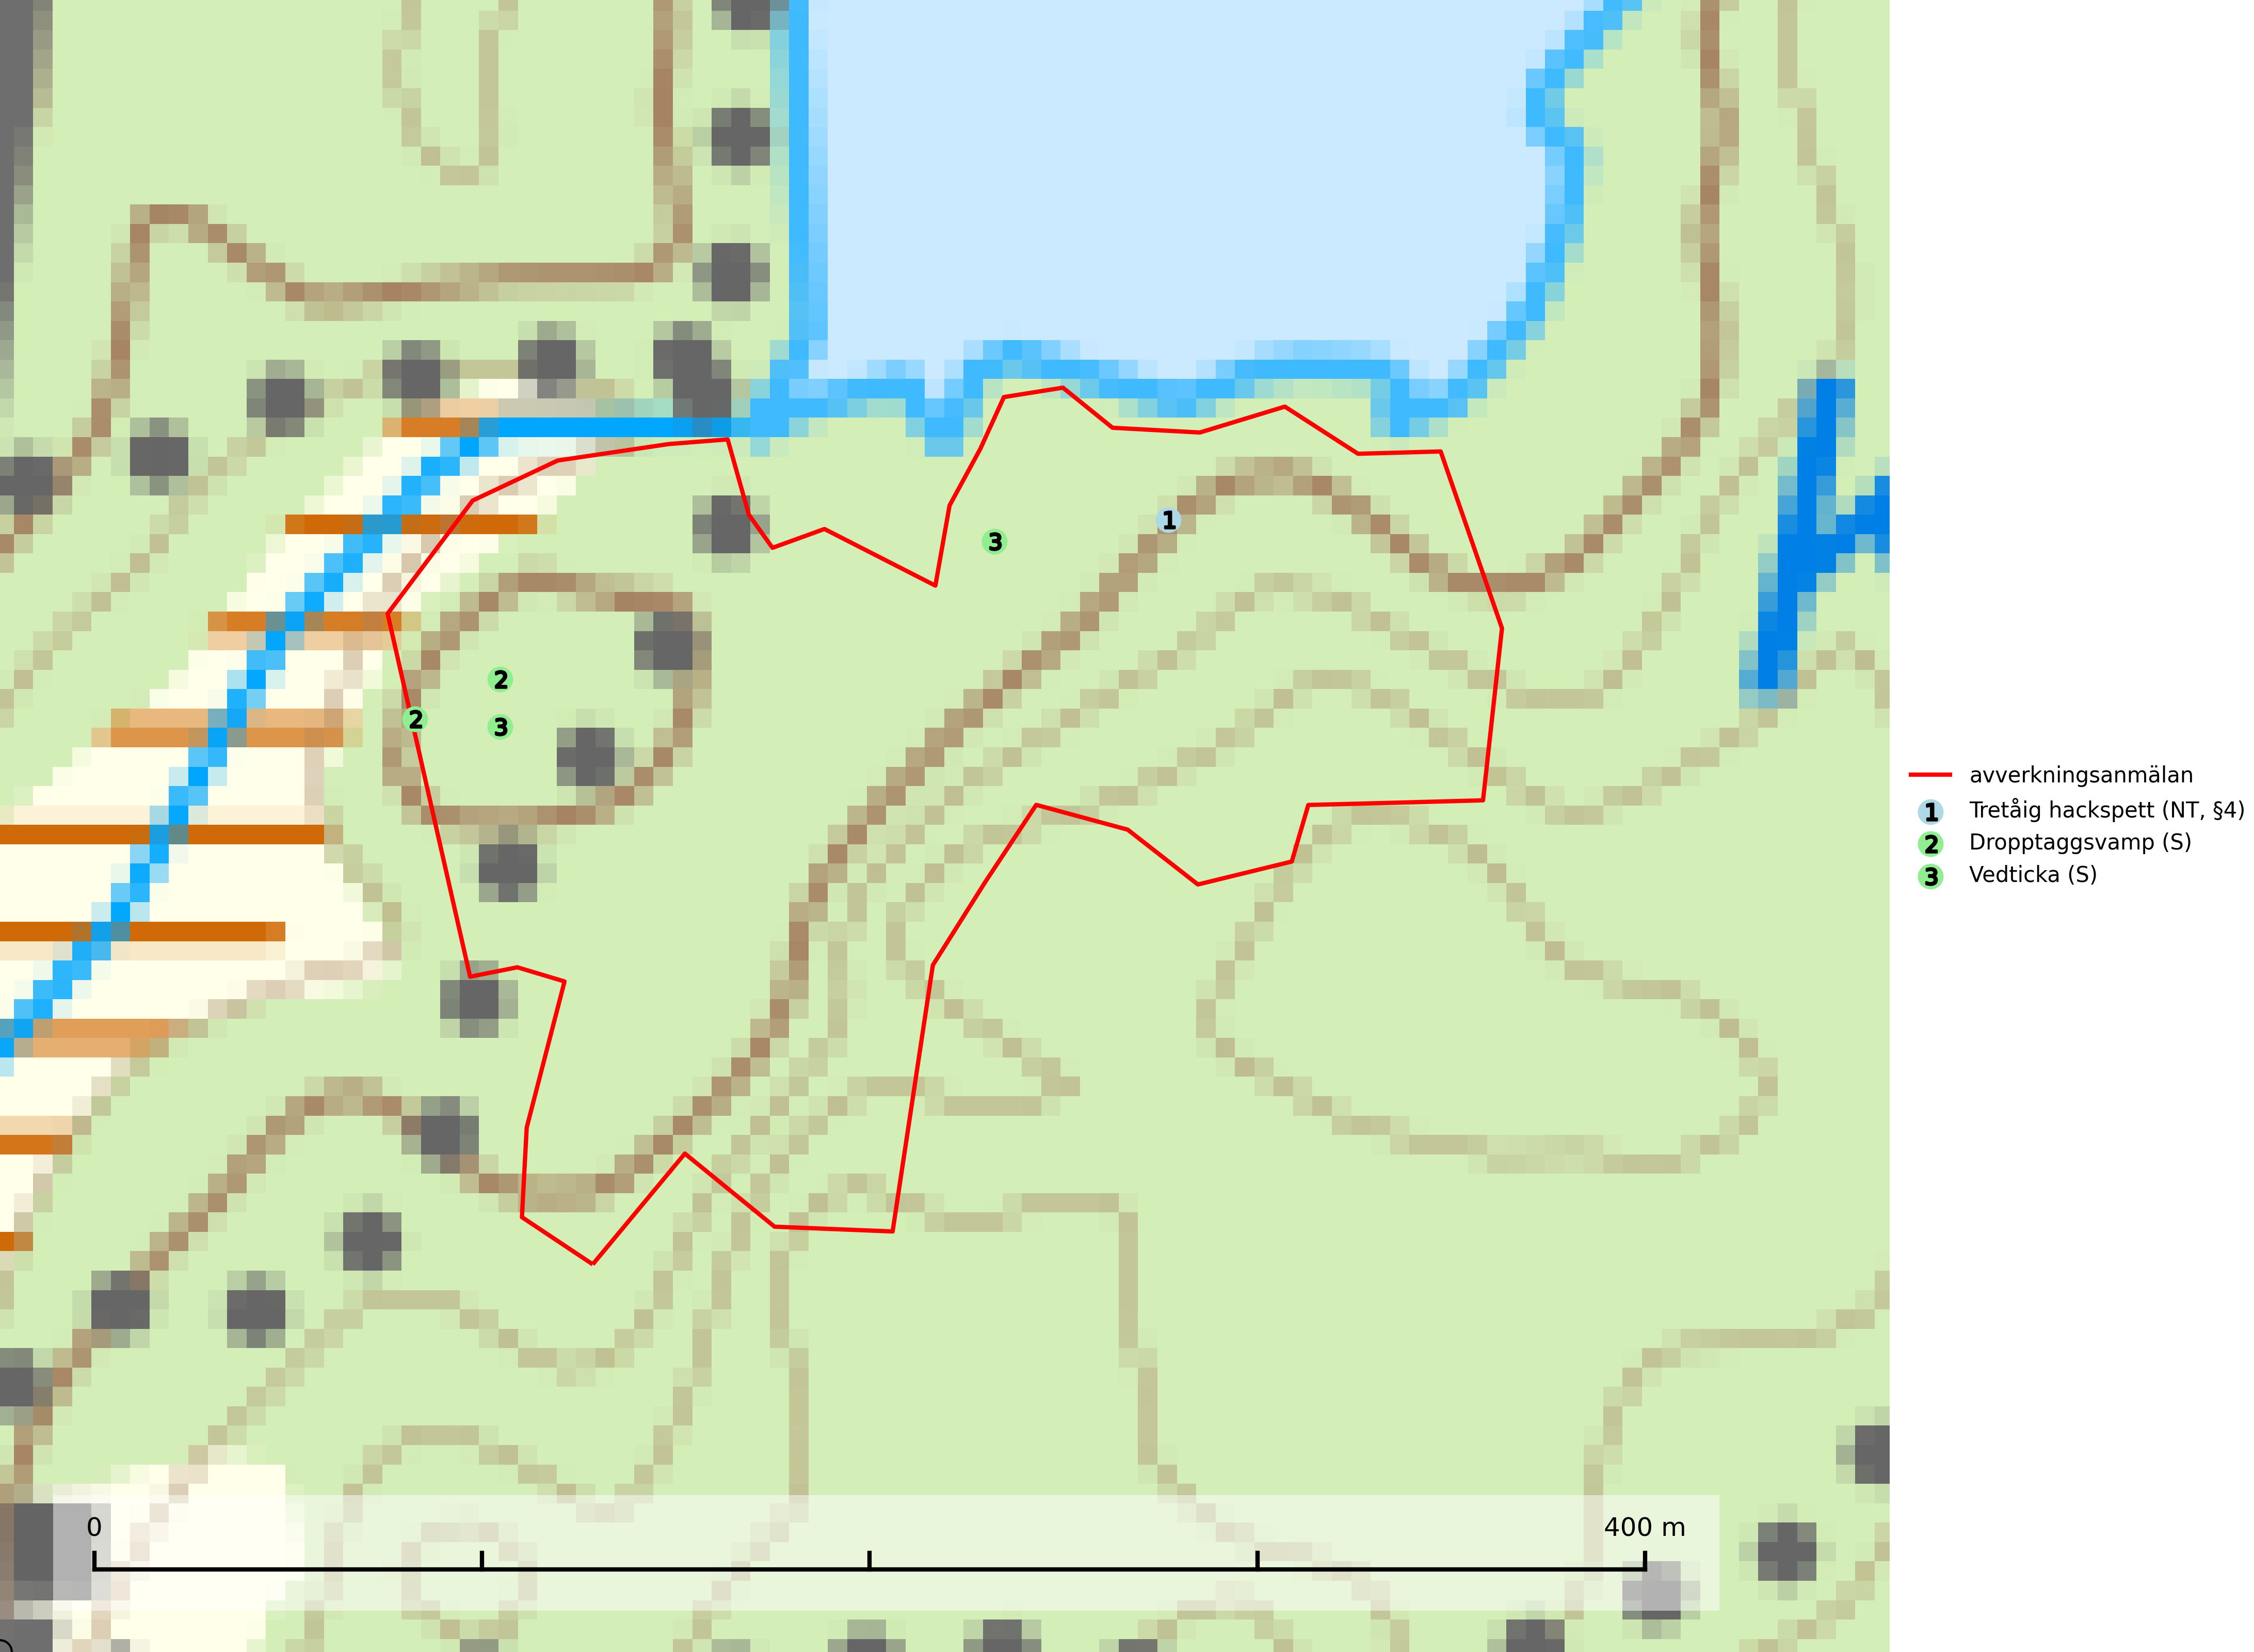 1
3
2
2
3
avverkningsanmälan
1 Tretåig hackspett (NT, §4)
2 Dropptaggsvamp (S)
3 Vedticka (S)
0 400 m